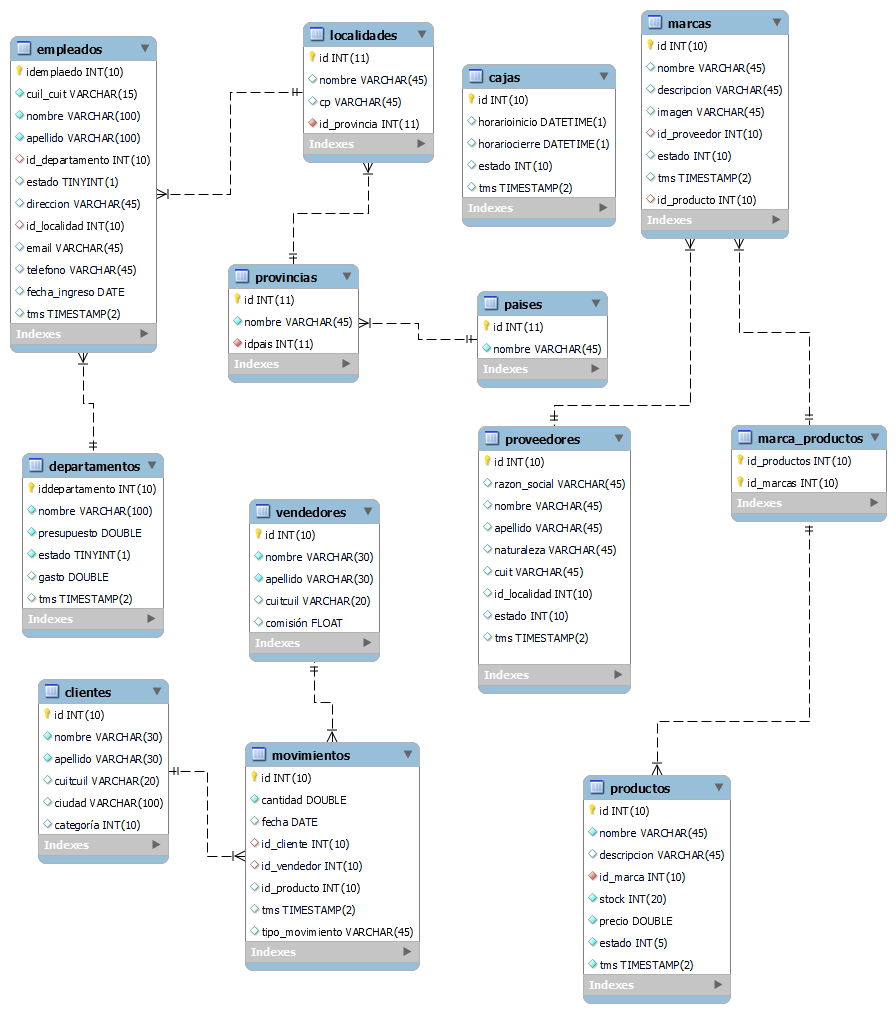 empleados
idemplaedo INT(10)
cuil_cuit VARCHAR(15)
nombre VARCHAR(100)
apellido VARCHAR(100)
id_departamento INT(10)
estado TINYINT(1)
direccion VARCHAR(45)
id_localidad INT(10)
email VARCHAR(45)
telefono VARCHAR(45)
fecha_ingreso DATE
tms TIMESTAMP(2)
Indexes
localidades
id INT(11)
nombre VARCHAR(45)
cp VARCHAR(45)
id_provincia INT(11)
Indexes
cajas
id INT(10)
horarioinicio DATETIME(1)
horariocierre DATETIME(1)
estado INT(10)
tms TIMESTAMP(2)
Indexes
marcas
id INT(10)
nombre VARCHAR(45)
descripcion VARCHAR(45)
imagen VARCHAR(45)
id_proveedor INT(10)
estado INT(10)
tms TIMESTAMP(2)
id_producto INT(10)
Indexes
provincias
id INT(11)
nombre VARCHAR(45)
idpais INT(11)
Indexes
paises
id INT(11)
nombre VARCHAR(45)
Indexes
departamentos
iddepartamento INT(10)
nombre VARCHAR(100)
presupuesto DOUBLE
estado TINYINT(1)
gasto DOUBLE
tms TIMESTAMP(2)
Indexes
vendedores
id INT(10)
nombre VARCHAR(30)
apellido VARCHAR(30)
cuitcuil VARCHAR(20)
comisión FLOAT
Indexes
proveedores
id INT(10)
razon_social VARCHAR(45)
nombre VARCHAR(45)
apellido VARCHAR(45)
naturaleza VARCHAR(45)
cuit VARCHAR(45)
id_localidad INT(10)
estado INT(10)
tms TIMESTAMP(2)
Indexes
marca_productos
id_productos INT(10)
id_marcas INT(10)
Indexes
clientes
id INT(10)
nombre VARCHAR(30)
apellido VARCHAR(30)
cuitcuil VARCHAR(20)
ciudad VARCHAR(100)
categoría INT(10)
Indexes
movimientos
id INT(10)
cantidad DOUBLE
fecha DATE
id_cliente INT(10)
id_vendedor INT(10)
id_producto INT(10)
tms TIMESTAMP(2)
tipo_movimiento VARCHAR(45)
Indexes
productos
id INT(10)
nombre VARCHAR(45)
descripcion VARCHAR(45)
id_marca INT(10)
stock INT(20)
precio DOUBLE
estado INT(5)
tms TIMESTAMP(2)
Indexes